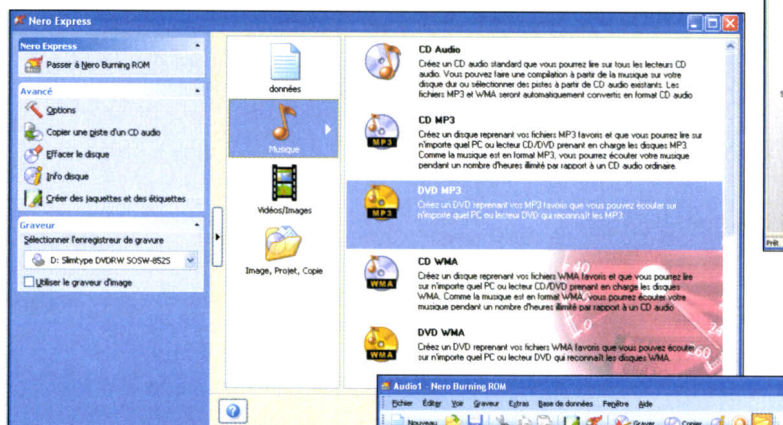 Nero Express
Nero Express
Passer à Nero Burning ROM
Avancé
Options
Copier une piste d'un CD audio
Effacer le disque
Info disque
Créer des jaquettes et des étiquettes
Graveur
Sélectionner l'enregistreur de gravure
D: Slimtype DVDRW SOSW-852S
Utiliser le graveur d'image
données
Musique
Vidéos/Images
Image, Projet, Copie
CD Audio
Créez un CD audio standard que vous pourrez lire sur tous les lecteurs CD
audio. Vous pouvez faire une compilation à partir de la musique sur votre
disque dur ou sélectionner des pistes à partir de CD audio existants. Les
fichiers MP3 et WMA seront automatiquement convertis en format CD audio
MP3
CD MP3
Créez un disque reprenant vos fichiers MP3 favoris et que vous pourrez lire sur
n'importe quel PC ou lecteur CD/DVD prenant en charge les disques MP3.
Comme la musique est en format MP3, vous pourrez écouter votre musique
pendant un nombre d'heures illimité par rapport à un CD audio ordinaire.
MP3
DVD MP3
Créez un DVD reprenant vos MP3 favoris que vous pouvez écouter sur
n'importe quel PC ou lecteur DVD qui reconnaît les MP3.
WMA
CD WMA
Créez un disque reprenant vos fichiers WMA favoris et que vous pourrez lire
sur n'importe quel PC ou lecteur CD/DVD prenant en charge les disques
WMA. Comme la musique est en format WMA, vous pourrez écouter votre
musique pendant un nombre d'heures illimité par rapport à un CD audio
WMA
DVD WMA
Créez un DVD reprenant vos fichiers WMA favoris et que vous pouvez écouter
sur n'importe quel PC ou lecteur DVD qui reconnaît les disques WMA.
Prêt
Audio1 - Nero Burning ROM
Fichier Éditer Voir Graveur Extras Base de données Fenêtre Aide
Nouveau Graver Copier